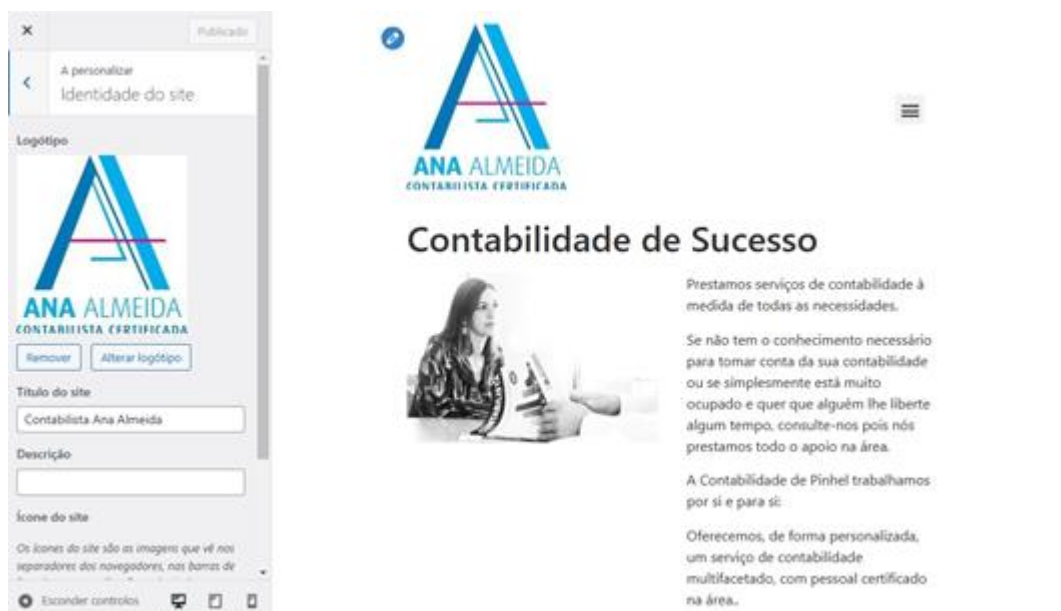 Publicado
A personalizar
Identidade do site
Logótipo
ANA ALMEIDA
CONTABILISTA CERTIFICADA
Remover
Alterar logótipo
Título do site
Contabilista Ana Almeida
Descrição
Ícone do site
Os ícones do site são as imagens que vê nos
separadores dos navegadores, nas barras de
Esconder controlos
ANA ALMEIDA
CONTABILISTA CERTIFICADA
Contabilidade de Sucesso
Prestamos serviços de contabilidade à
medida de todas as necessidades.
Se não tem o conhecimento necessário
para tomar conta da sua contabilidade
ou se simplesmente está muito
ocupado e quer que alguém lhe liberte
algum tempo, consulte-nos pois nós
prestamos todo o apoio na área.
A Contabilidade de Pinhel trabalhamos
por si e para si:
Oferecemos, de forma personalizada,
um serviço de contabilidade
multifacetado, com pessoal certificado
na área..